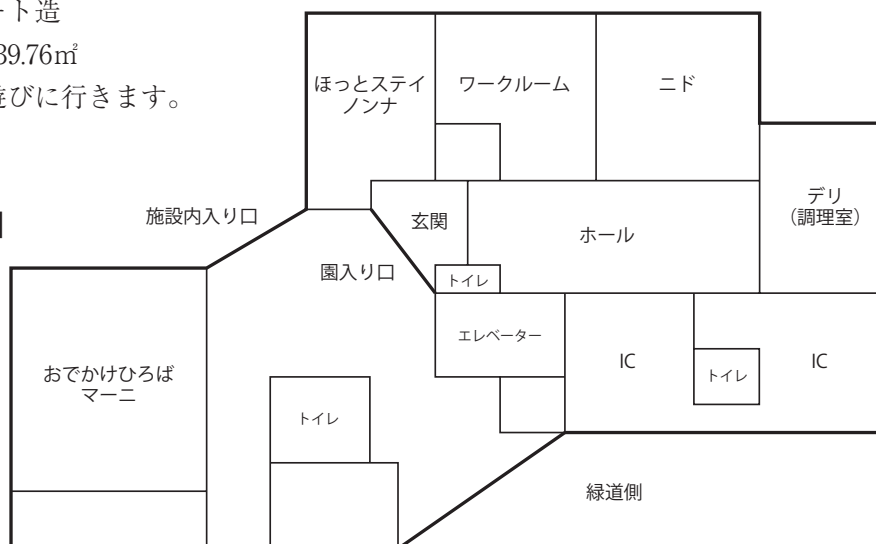 ート造
39.76㎡
遊びに行きます。
ほっとステイ
ノンナ
ワークルーム
ニド
デリ
（調理室）
施設内入り口
玄関
ホール
園入り口
トイレ
エレベーター
IC
トイレ
IC
おでかけひろば
マーニ
トイレ
緑道側